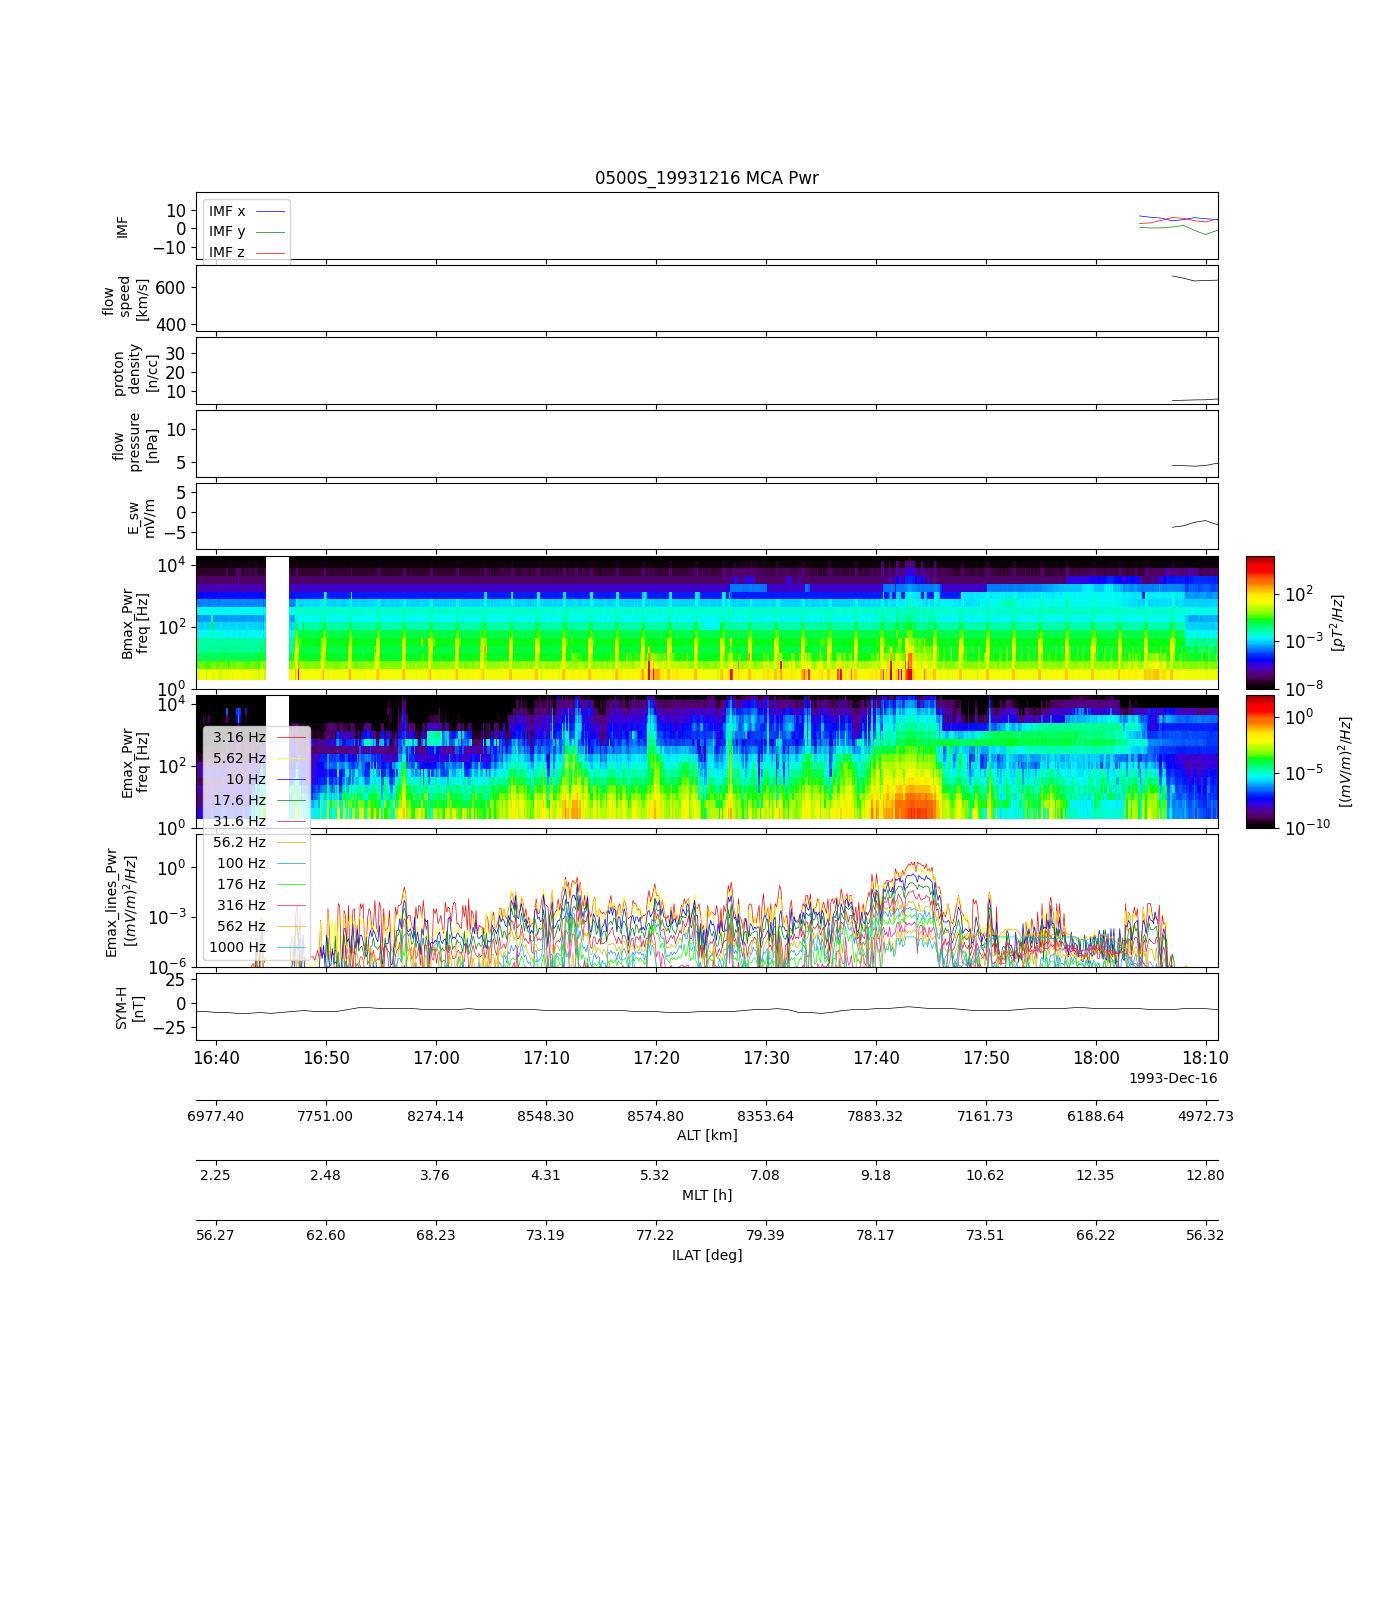 0500S_19931216 MCA Pwr
IMF
10
0
−10
IMF x
IMF y
IMF z
flow
speed
[km/s]
600
400
proton
density
[n/cc]
30
20
10
flow
pressure
[nPa]
10
5
E_sw
mV/m
5
0
−5
Bmax_Pwr
freq [Hz]
10^4
10^2
10^0
10^2
10^−3
10^−8
[pT^2/Hz]
Emax_Pwr
freq [Hz]
10^4
10^2
10^0
10^0
10^−5
10^−10
[(mV/m)^2/Hz]
3.16 Hz
5.62 Hz
10 Hz
17.6 Hz
31.6 Hz
56.2 Hz
100 Hz
176 Hz
316 Hz
562 Hz
1000 Hz
Emax_lines_Pwr
[(mV/m)^2/Hz]
10^0
10^−3
10^−6
SYM-H
[nT]
25
0
−25
16:40 16:50 17:00 17:10 17:20 17:30 17:40 17:50 18:00 18:10
1993-Dec-16
6977.40 7751.00 8274.14 8548.30 8574.80 8353.64 7883.32 7161.73 6188.64 4972.73
ALT [km]
2.25 2.48 3.76 4.31 5.32 7.08 9.18 10.62 12.35 12.80
MLT [h]
56.27 62.60 68.23 73.19 77.22 79.39 78.17 73.51 66.22 56.32
ILAT [deg]